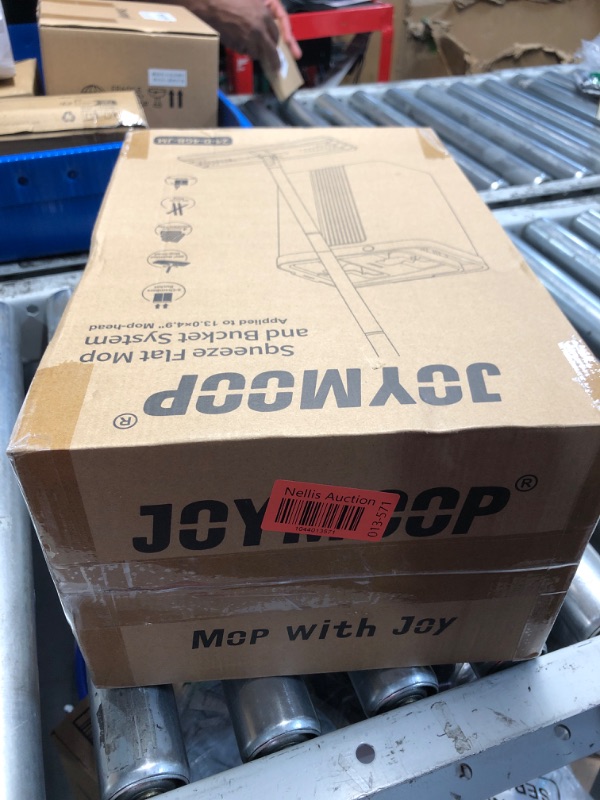 JOYMOOP®
Squeeze Flat Mop
and Bucket System
Applied to 13.0×4.9" Mop-head
JOYMOOP®
Nellis Auction
1044013571
013-571
Mop with Joy